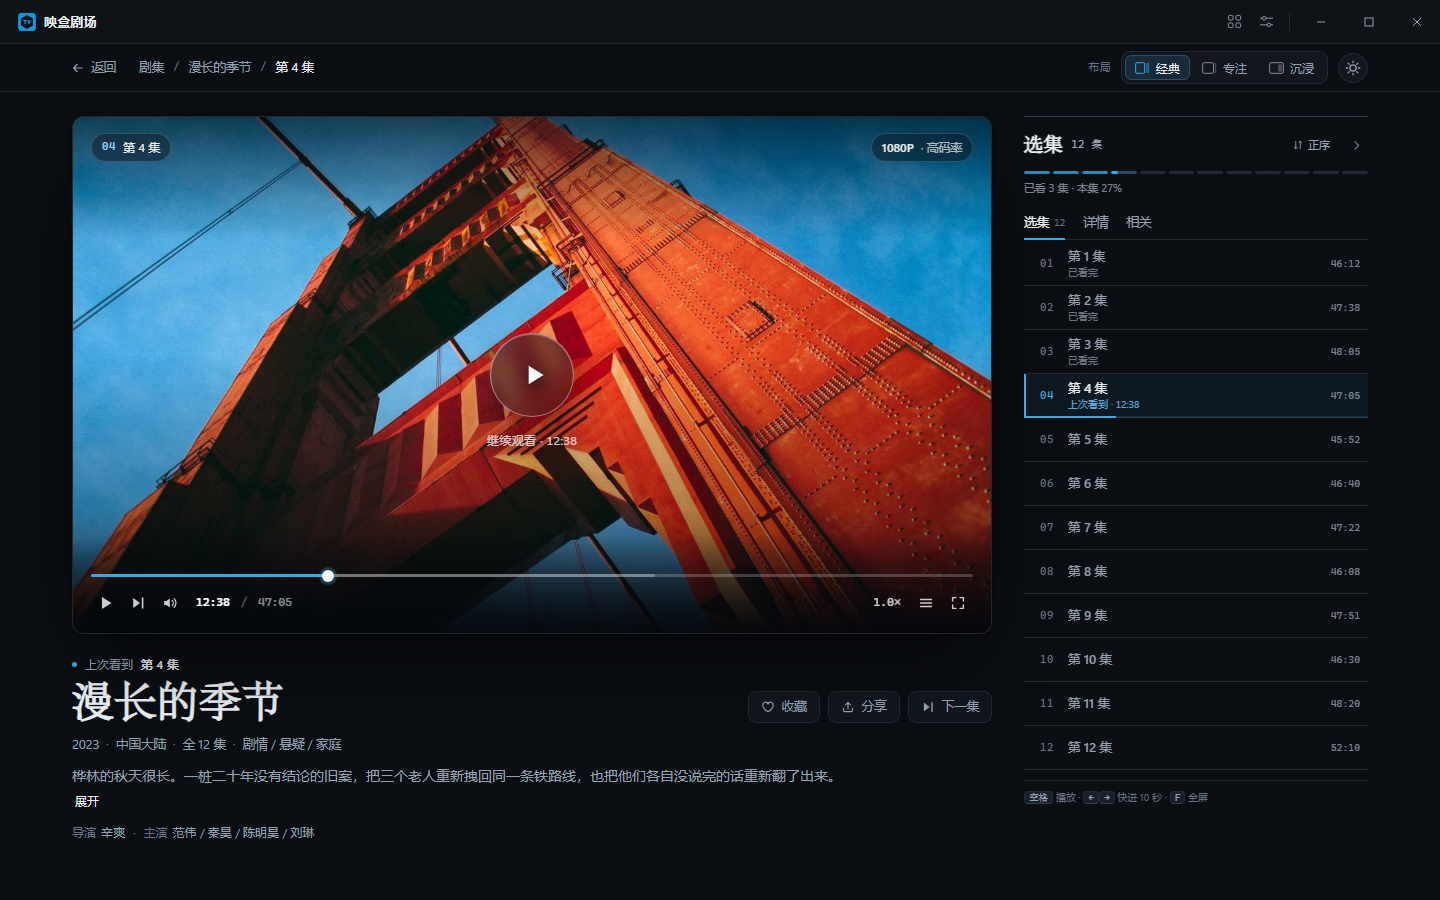 映盒剧场
返回 剧集 / 漫长的季节 / 第 4 集
布局 经典 专注 沉浸
04 第 4 集
1080P · 高码率
继续观看 · 12:38
12:38 / 47:05
1.0×
上次看到 第 4 集
漫长的季节
收藏 分享 下一集
2023 · 中国大陆 · 全 12 集 · 剧情 / 悬疑 / 家庭
桦林的秋天很长。一桩二十年没有结论的旧案，把三个老人重新拽回同一条铁路线，也把他们各自没说完的话重新翻了出来。
展开
导演 辛爽 · 主演 范伟 / 秦昊 / 陈明昊 / 刘琳
选集 12 集 正序
已看 3 集 · 本集 27%
选集 12 详情 相关
01 第 1 集 46:12
已看完
02 第 2 集 47:38
已看完
03 第 3 集 48:05
已看完
04 第 4 集 47:05
上次看到 · 12:38
05 第 5 集 45:52
06 第 6 集 46:40
07 第 7 集 47:22
08 第 8 集 46:08
09 第 9 集 47:51
10 第 10 集 46:30
11 第 11 集 48:20
12 第 12 集 52:10
空格 播放 · ← → 快进 10 秒 · F 全屏